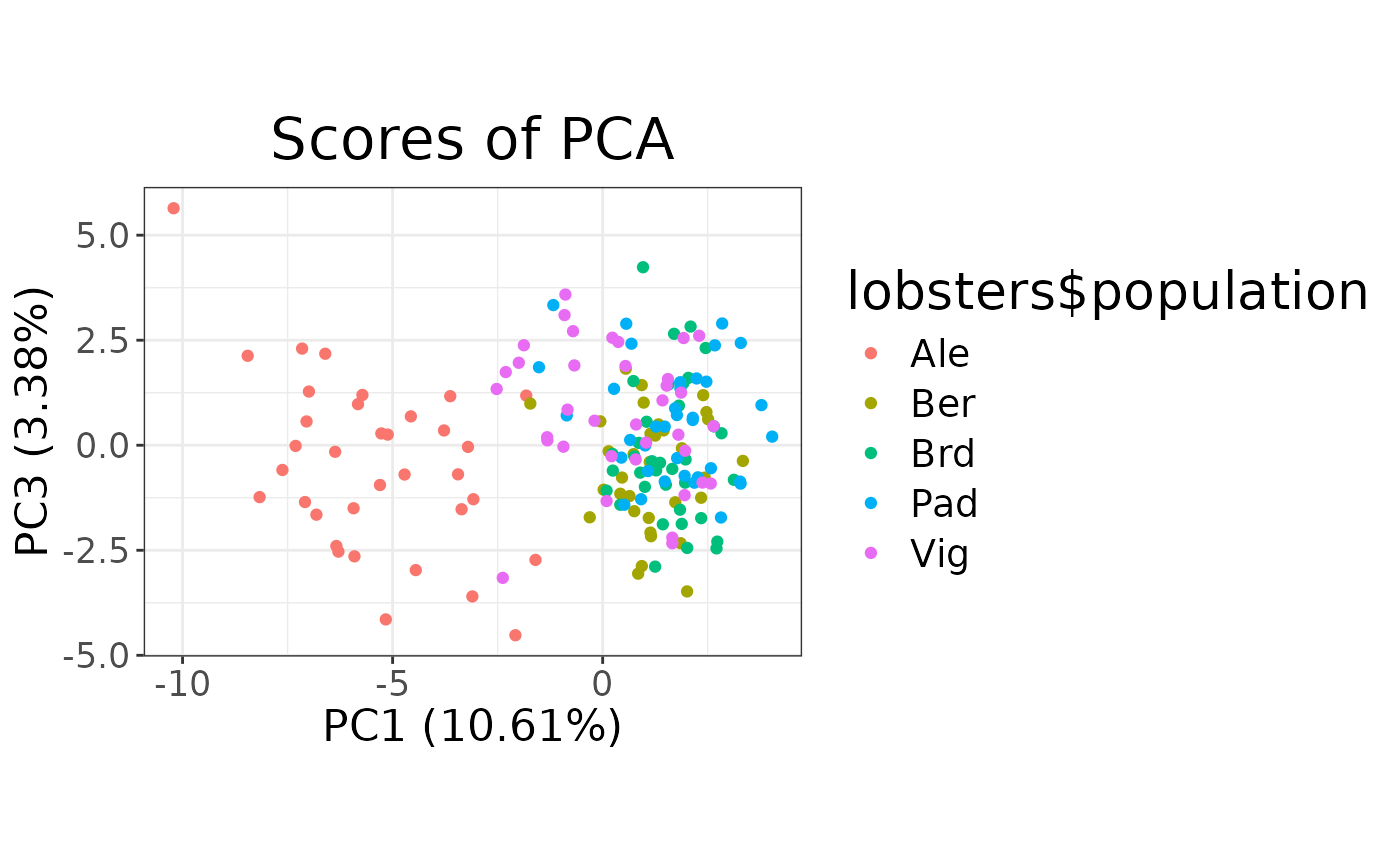 Scores of PCA
5.0
2.5
0.0
-2.5
-5.0
PC3 (3.38%)
-10
-5
0
PC1 (10.61%)
lobsters$population
Ale
Ber
Brd
Pad
Vig